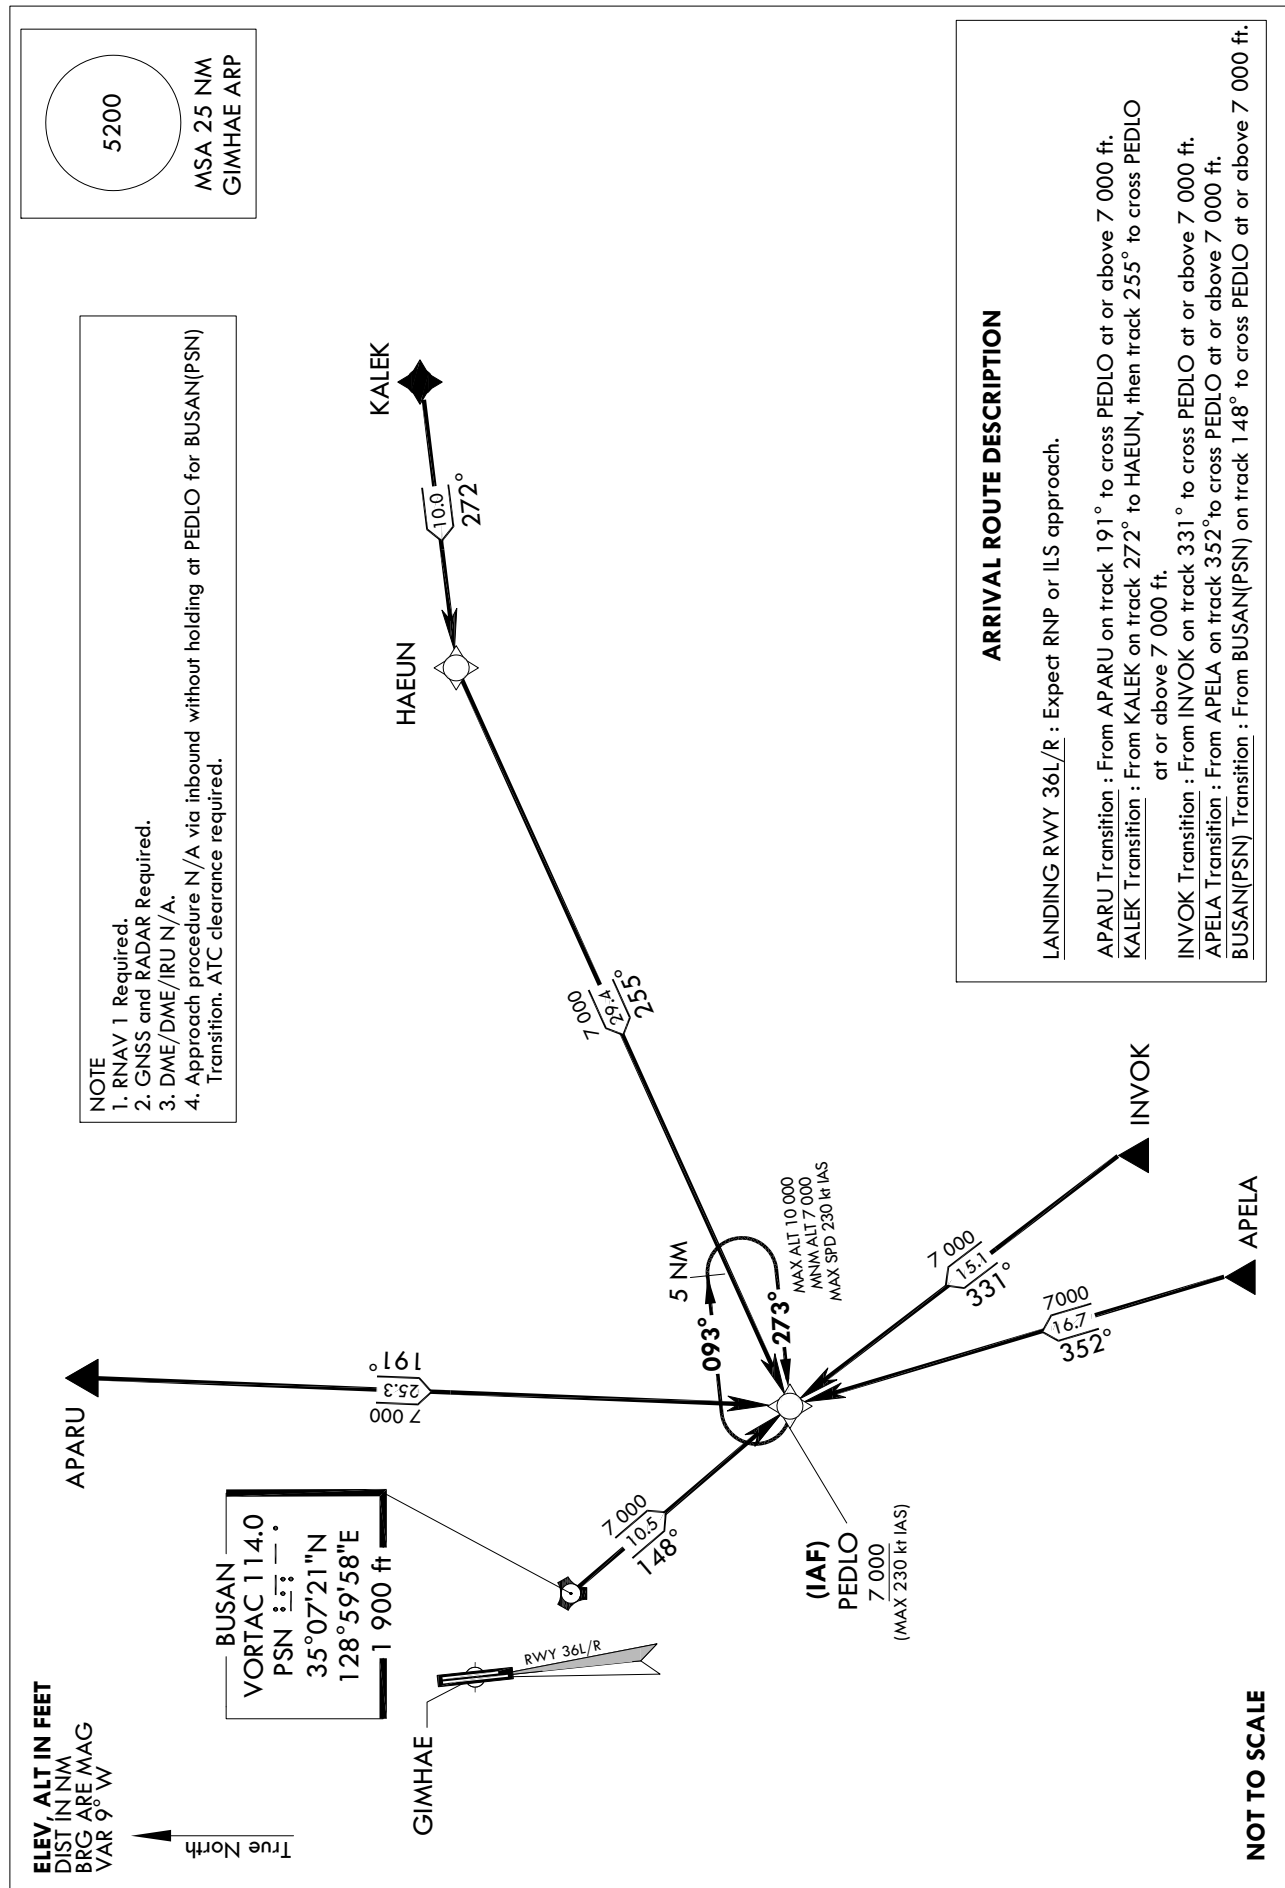 ELEV, ALT IN FEET
DIST IN NM
BRG ARE MAG
VAR 9° W
True North
BUSAN
VORTAC 114.0
PSN
35°07'21"N
128°59'58"E
1 900 ft
GIMHAE
RWY 36L/R
APARU
7 000
25.3
191°
7 000
10.5
148°
(IAF)
PEDLO
7 000
(MAX 230 kt IAS)
093°
273°
5 NM
MAX ALT 10 000
MNM ALT 7 000
MAX SPD 230 kt IAS
7 000
15.1
331°
INVOK
7000
16.7
352°
APELA
7 000
29.4
255°
HAEUN
10.0
272°
KALEK
NOTE
1. RNAV 1 Required.
2. GNSS and RADAR Required.
3. DME/DME/IRU N/A.
4. Approach procedure N/A via inbound without holding at PEDLO for BUSAN(PSN)
Transition. ATC clearance required.
5200
MSA 25 NM
GIMHAE ARP
ARRIVAL ROUTE DESCRIPTION
LANDING RWY 36L/R : Expect RNP or ILS approach.
APARU Transition : From APARU on track 191° to cross PEDLO at or above 7 000 ft.
KALEK Transition : From KALEK on track 272° to HAEUN, then track 255° to cross PEDLO
at or above 7 000 ft.
INVOK Transition : From INVOK on track 331° to cross PEDLO at or above 7 000 ft.
APELA Transition : From APELA on track 352°to cross PEDLO at or above 7 000 ft.
BUSAN(PSN) Transition : From BUSAN(PSN) on track 148° to cross PEDLO at or above 7 000 ft.
NOT TO SCALE